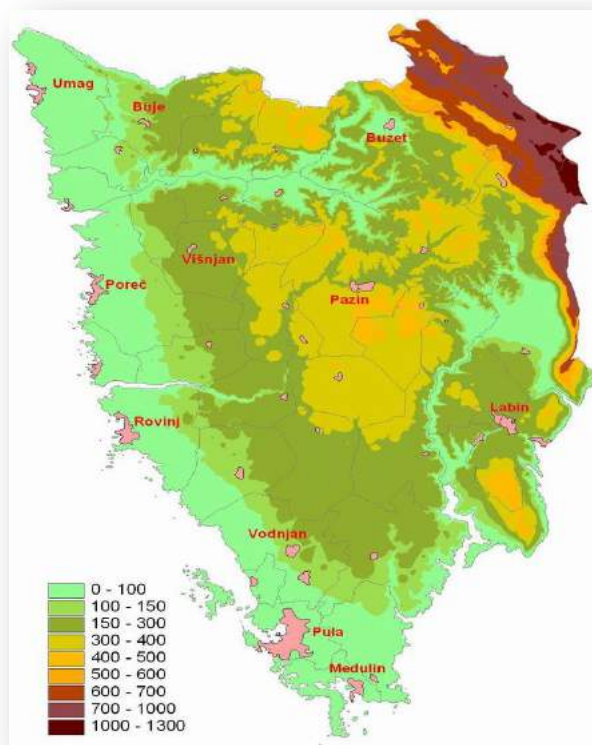 Umag
Buje
Buzet
Višnjan
Poreč
Pazin
Rovinj
Labin
Vodnjan
Pula
Medulin
0 - 100
100 - 150
150 - 300
300 - 400
400 - 500
500 - 600
600 - 700
700 - 1000
1000 - 1300